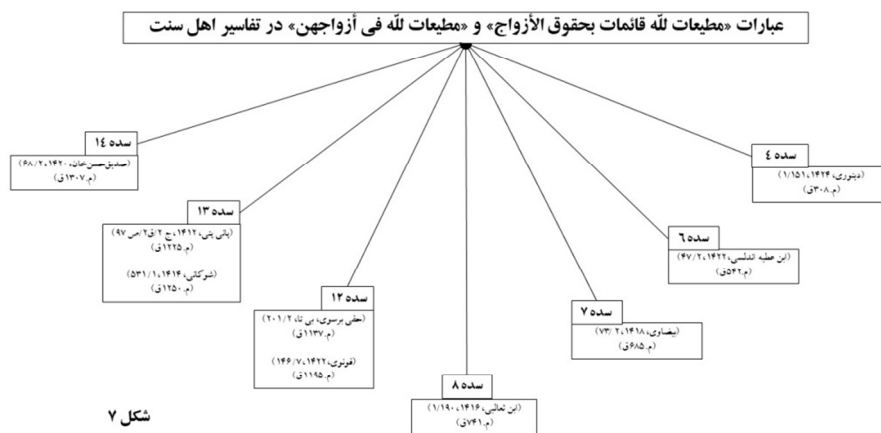 عبارات «مطیعات لله قائمات بحقوق الأزواج» و «مطیعات لله فی أزواجهن» در تفاسیر اهل سنت
سده ٤
(دینوری، ۱۴۲۴، ۱/۱۵۱)
(م.۳۰۸ق)
سده ٦
(ابن عطیه اندلسی، ۱۴۲۲، ۴۷/۲)
(م.۵۴۲ق)
سده ۷
(بیضاوی، ۱۴۱۸، ۷۳/۲)
(م.۶۸۵ق)
سده ۸
(ابن ثعالبی، ۱۴۱۶، ۱/۱۹۰)
(م.۷۴۱ق)
سده ۱۲
(حقی برسوی، بی تا، ۲۰۱/۲)
(م.۱۱۳۷ق)
(قونوی، ۱۴۲۲، ۱۴۶/۷)
(م.۱۱۹۵ق)
سده ۱۳
(پانی پتی، ۱۴۱۲، ج ۲/ق۲/ص ۹۷)
(م.۱۲۲۵ق)
(شوکانی، ۱۴۱۴، ۵۳۱/۱)
(م.۱۲۵۰ق)
سده ١٤
(صدیق‌حسن‌خان، ۱۴۲۰، ۶۸/۲)
(م.۱۳۰۷ق)
شکل ۷